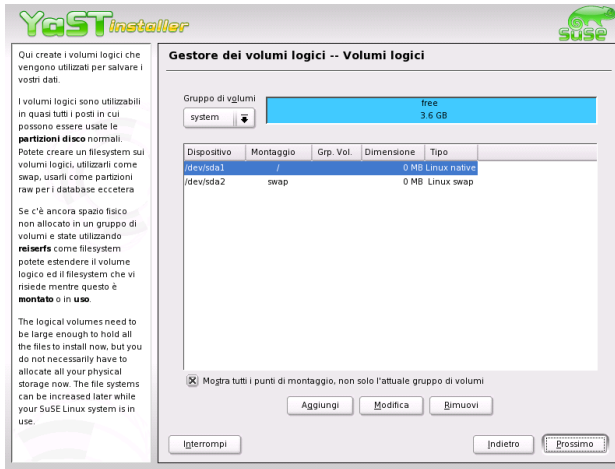 YaST installer
SuSE
Qui create i volumi logici che
vengono utilizzati per salvare i
vostri dati.
I volumi logici sono utilizzabili
in quasi tutti i posti in cui
possono essere usate le
partizioni disco normali.
Potete creare un filesystem sui
volumi logici, utilizzarli come
swap, usarli come partizioni
raw per i database eccetera
Se c'è ancora spazio fisico
non allocato in un gruppo di
volumi e state utilizzando
reiserfs come filesystem
potete estendere il volume
logico ed il filesystem che vi
risiede mentre questo è
montato o in uso.
The logical volumes need to
be large enough to hold all
the files to install now, but you
do not necessarily have to
allocate all your physical
storage now. The file systems
can be increased later while
your SuSE Linux system is in
use.
Gestore dei volumi logici -- Volumi logici
Gruppo di volumi
system
free
3.6 GB
Dispositivo Montaggio Grp. Vol. Dimensione Tipo
/dev/sda1 / 0 MB Linux native
/dev/sda2 swap 0 MB Linux swap
Mostra tutti i punti di montaggio, non solo l'attuale gruppo di volumi
Aggiungi Modifica Rimuovi
Interrompi Indietro Prossimo